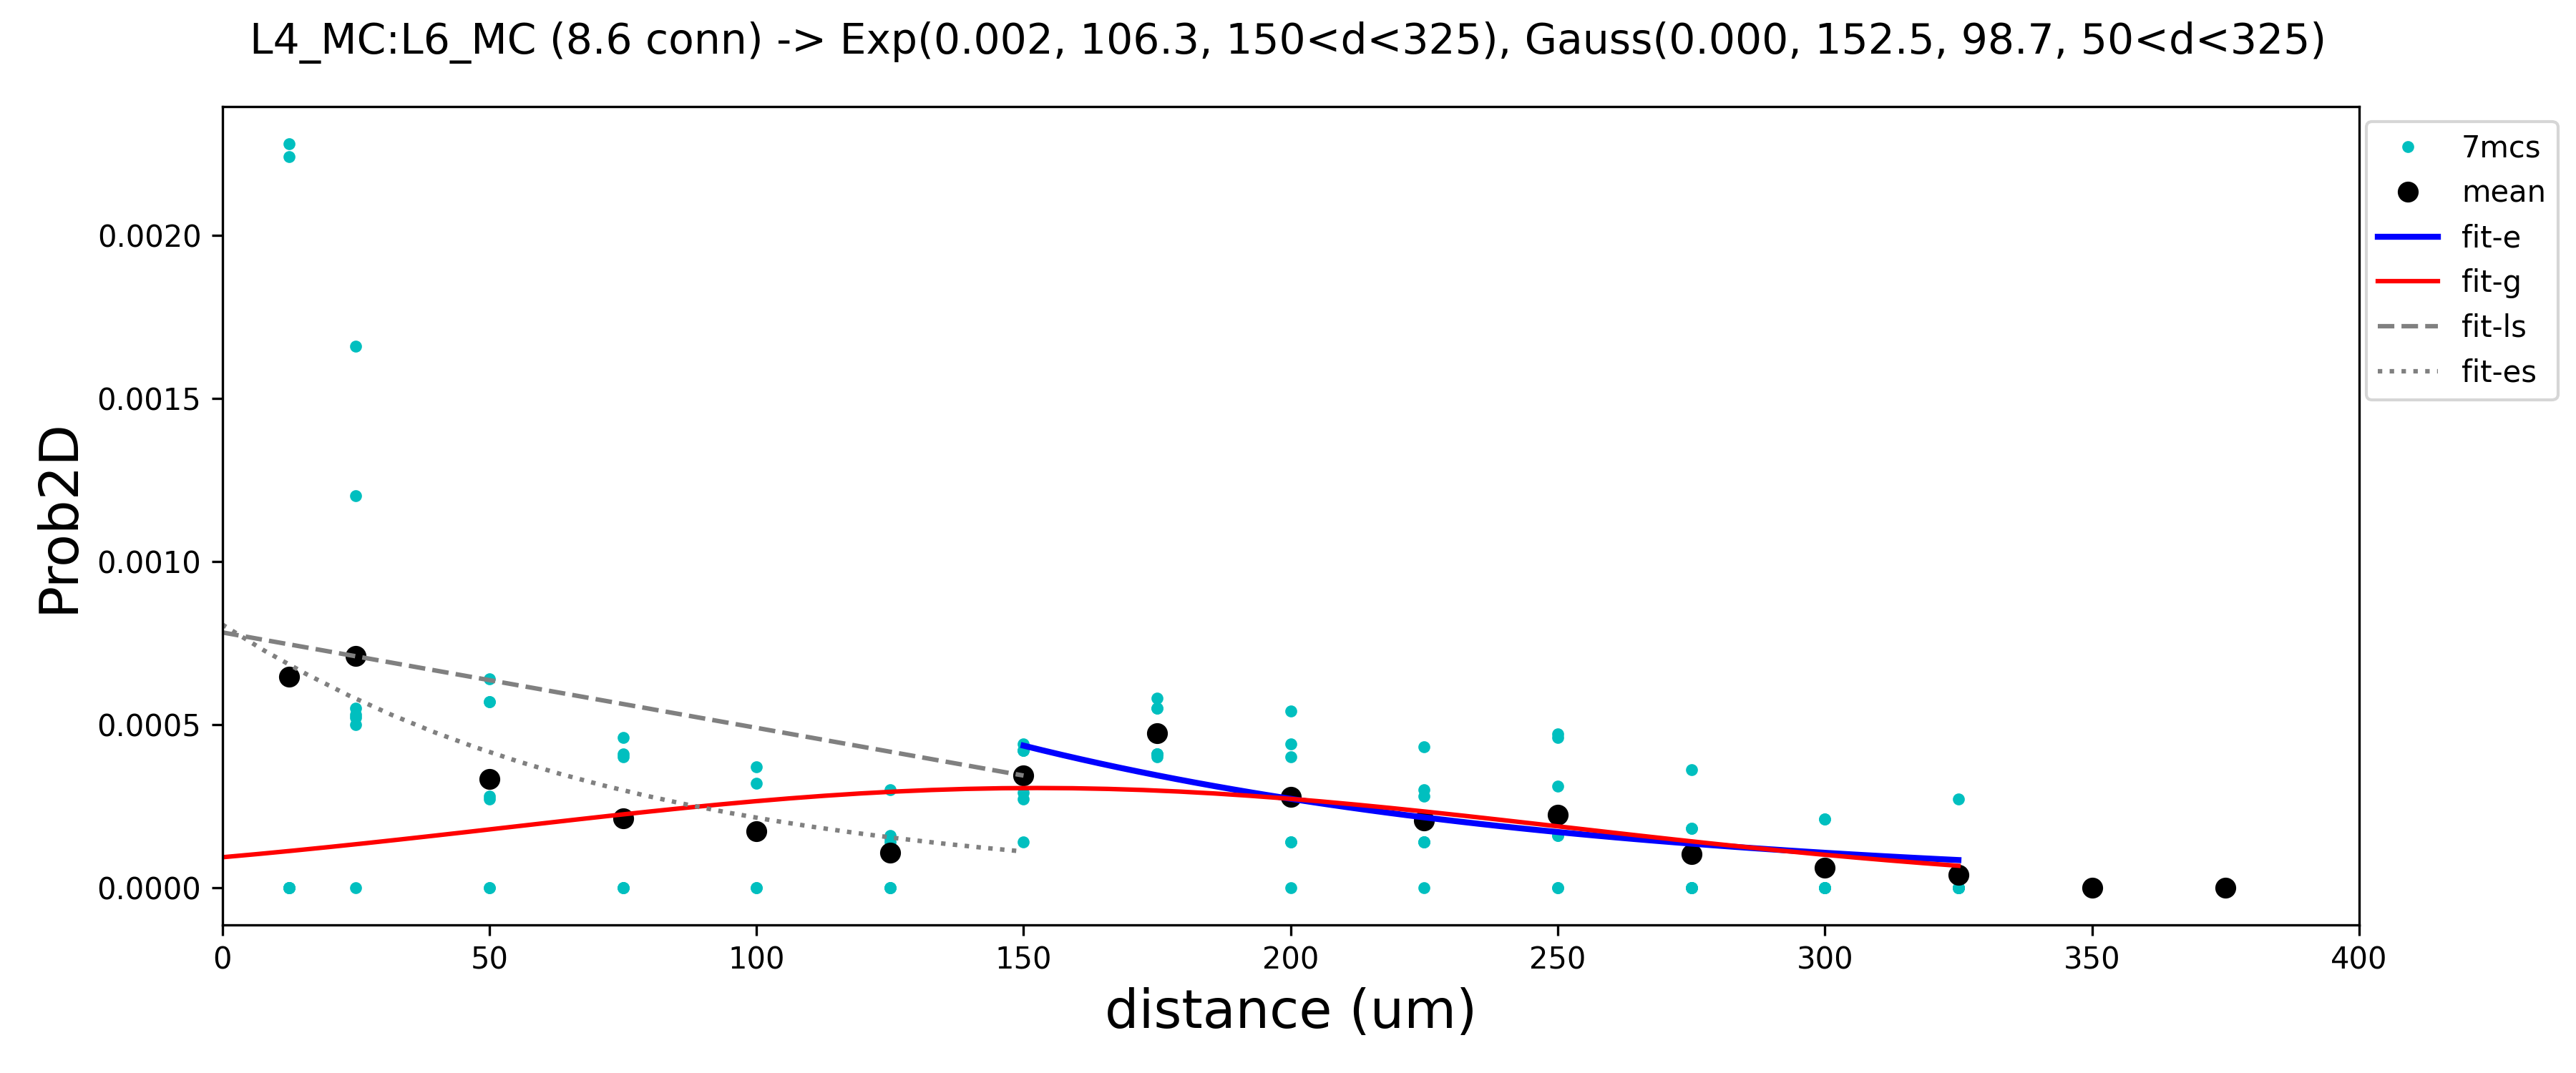 L4_MC:L6_MC (8.6 conn) -> Exp(0.002, 106.3, 150<d<325), Gauss(0.000, 152.5, 98.7, 50<d<325)
7mcs
mean
fit-e
fit-g
fit-ls
fit-es
Prob2D
0.0020
0.0015
0.0010
0.0005
0.0000
0 50 100 150 200 250 300 350 400
distance (um)